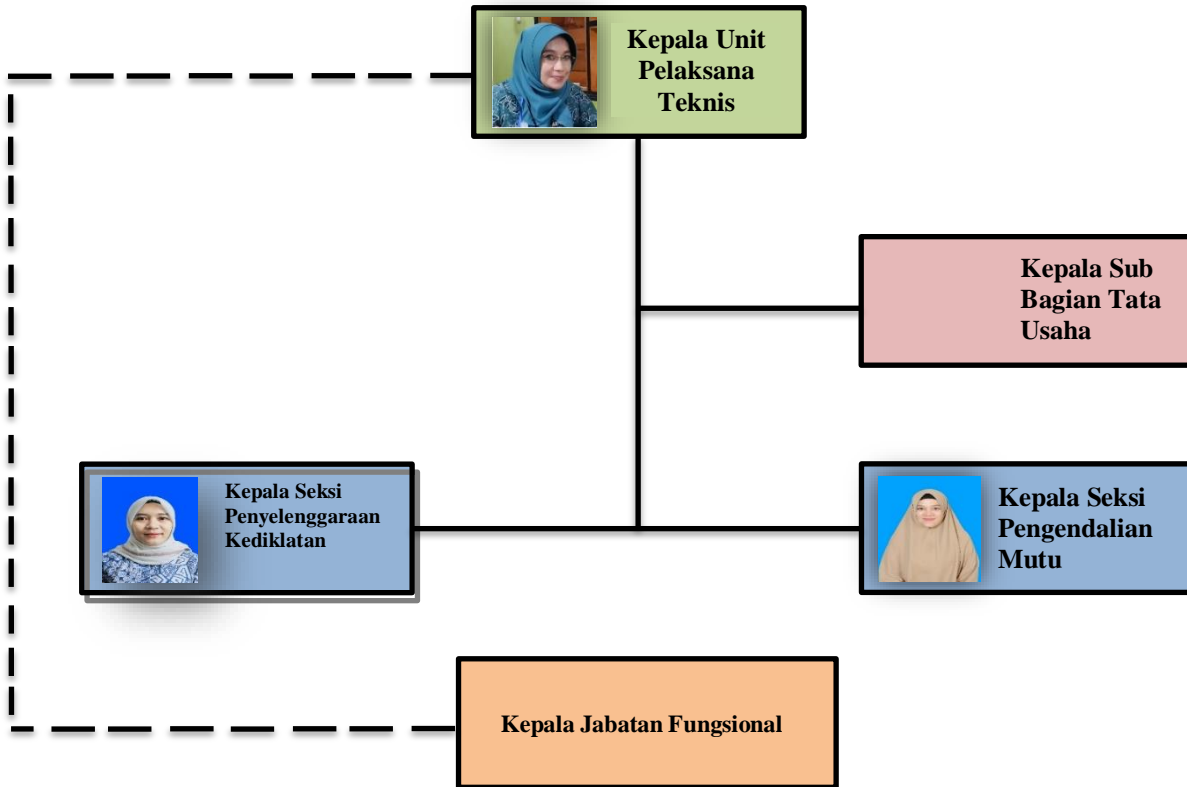 Kepala Unit
Pelaksana
Teknis
Kepala Sub
Bagian Tata
Usaha
Kepala Seksi
Penyelenggaraan
Kediklatan
Kepala Seksi
Pengendalian
Mutu
Kepala Jabatan Fungsional